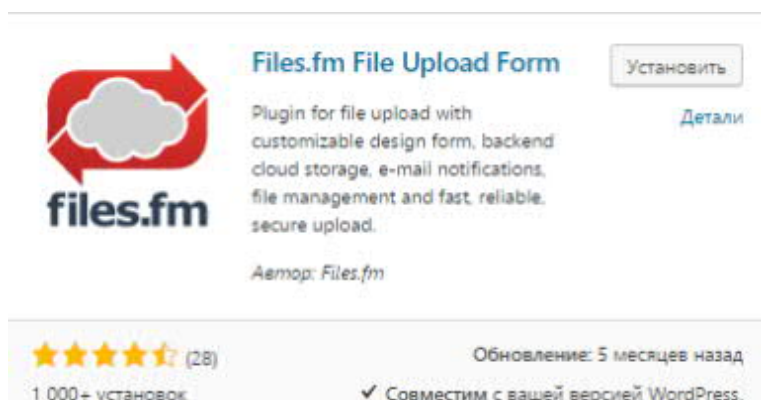 Files.fm File Upload Form
Установить
Plugin for file upload with
Детали
customizable design form, backend
cloud storage, e-mail notifications,
file management and fast, reliable,
secure upload.
files.fm
Автор: Files.fm
(28)
Обновление: 5 месяцев назад
1 000+ установок
Совместим с вашей версией WordPress.